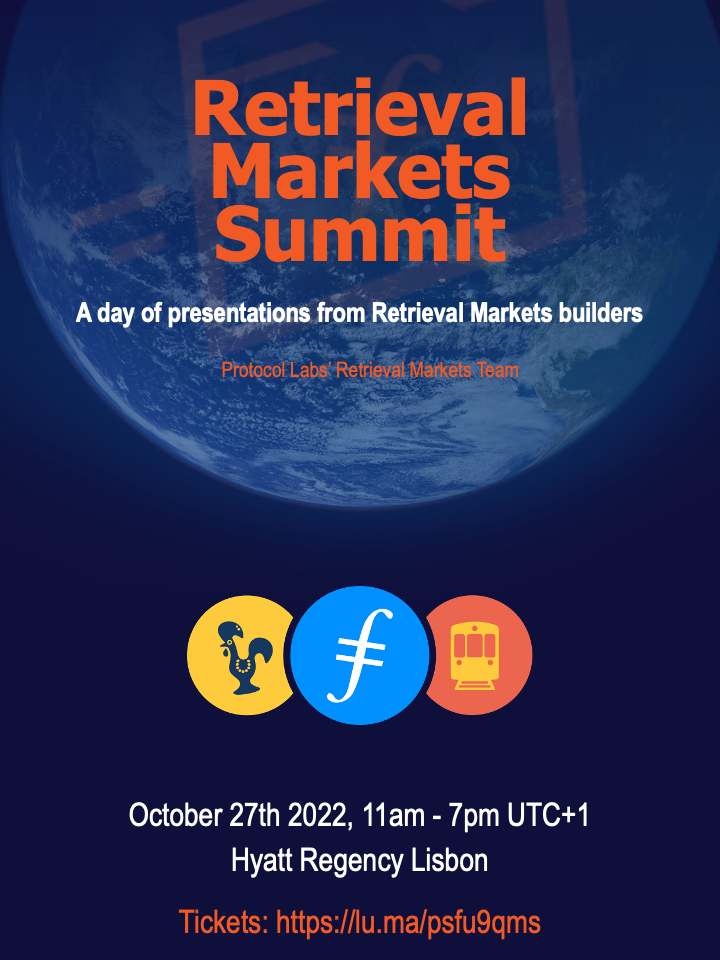 Retrieval
Markets
Summit
A day of presentations from Retrieval Markets builders
Protocol Labs' Retrieval Markets Team
October 27th 2022, 11am - 7pm UTC+1
Hyatt Regency Lisbon
Tickets: https://lu.ma/psfu9qms